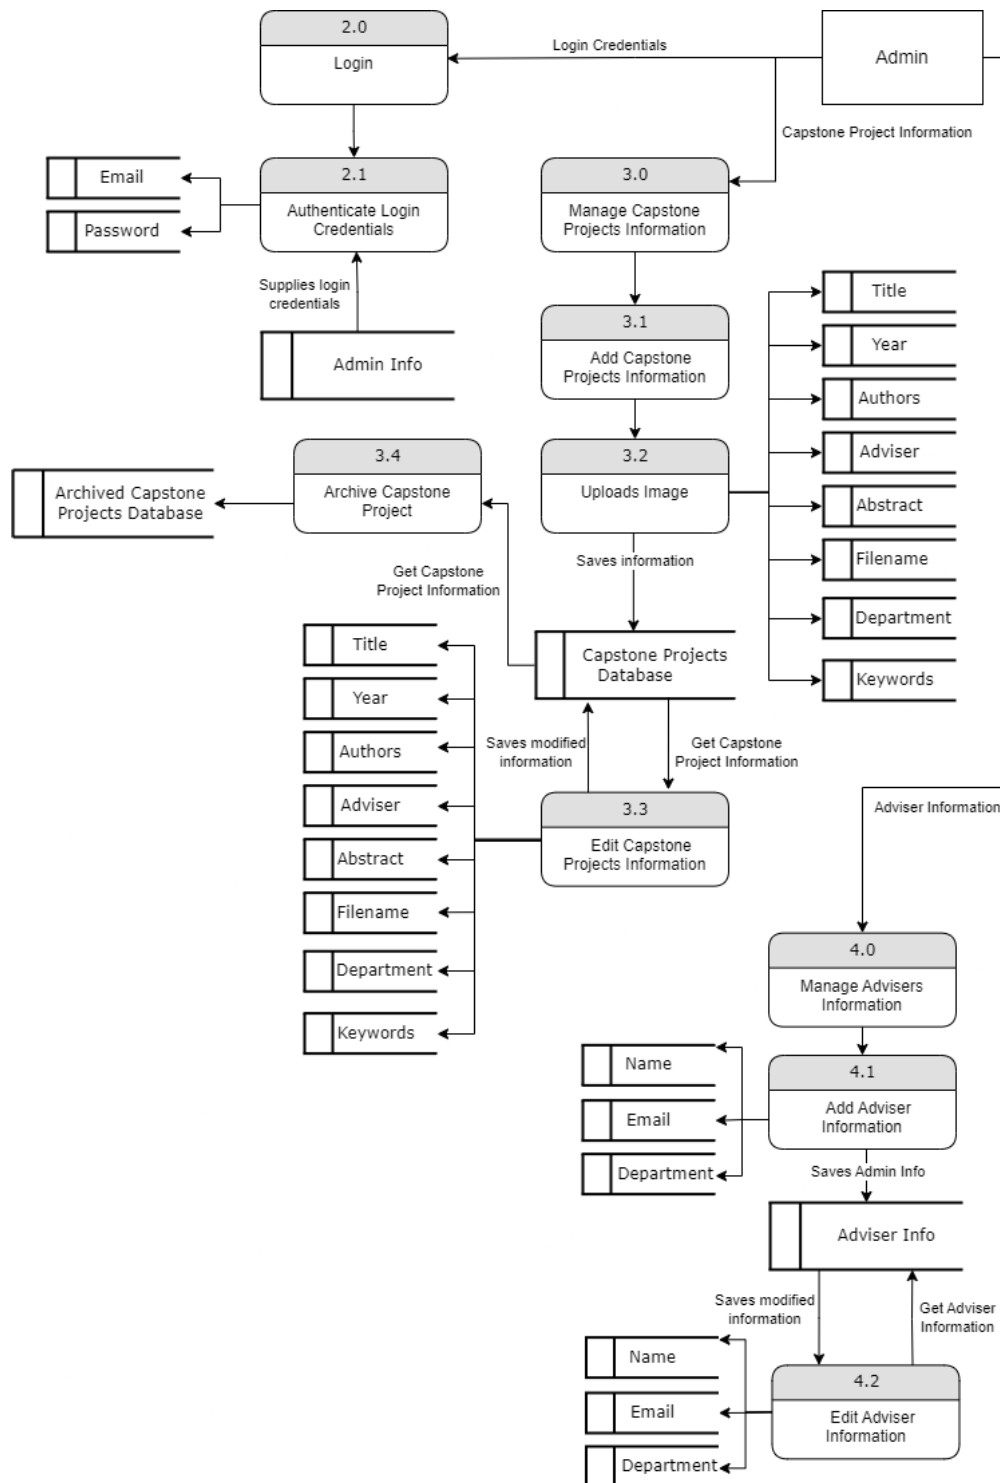 2.0
Login
Login Credentials
Admin
Capstone Project Information
Email
Password
2.1
Authenticate Login
Credentials
3.0
Manage Capstone
Projects Information
Supplies login
credentials
Admin Info
3.1
Add Capstone
Projects Information
Title
Year
Authors
Adviser
Abstract
Filename
Department
Keywords
3.2
Uploads Image
3.4
Archive Capstone
Project
Archived Capstone
Projects Database
Saves information
Get Capstone
Project Information
Capstone Projects
Database
Title
Year
Authors
Adviser
Abstract
Filename
Department
Keywords
Saves modified
information
Get Capstone
Project Information
3.3
Edit Capstone
Projects Information
Adviser Information
4.0
Manage Advisers
Information
4.1
Add Adviser
Information
Name
Email
Department
Saves Admin Info
Adviser Info
Saves modified
information
Get Adviser
Information
Name
Email
Department
4.2
Edit Adviser
Information